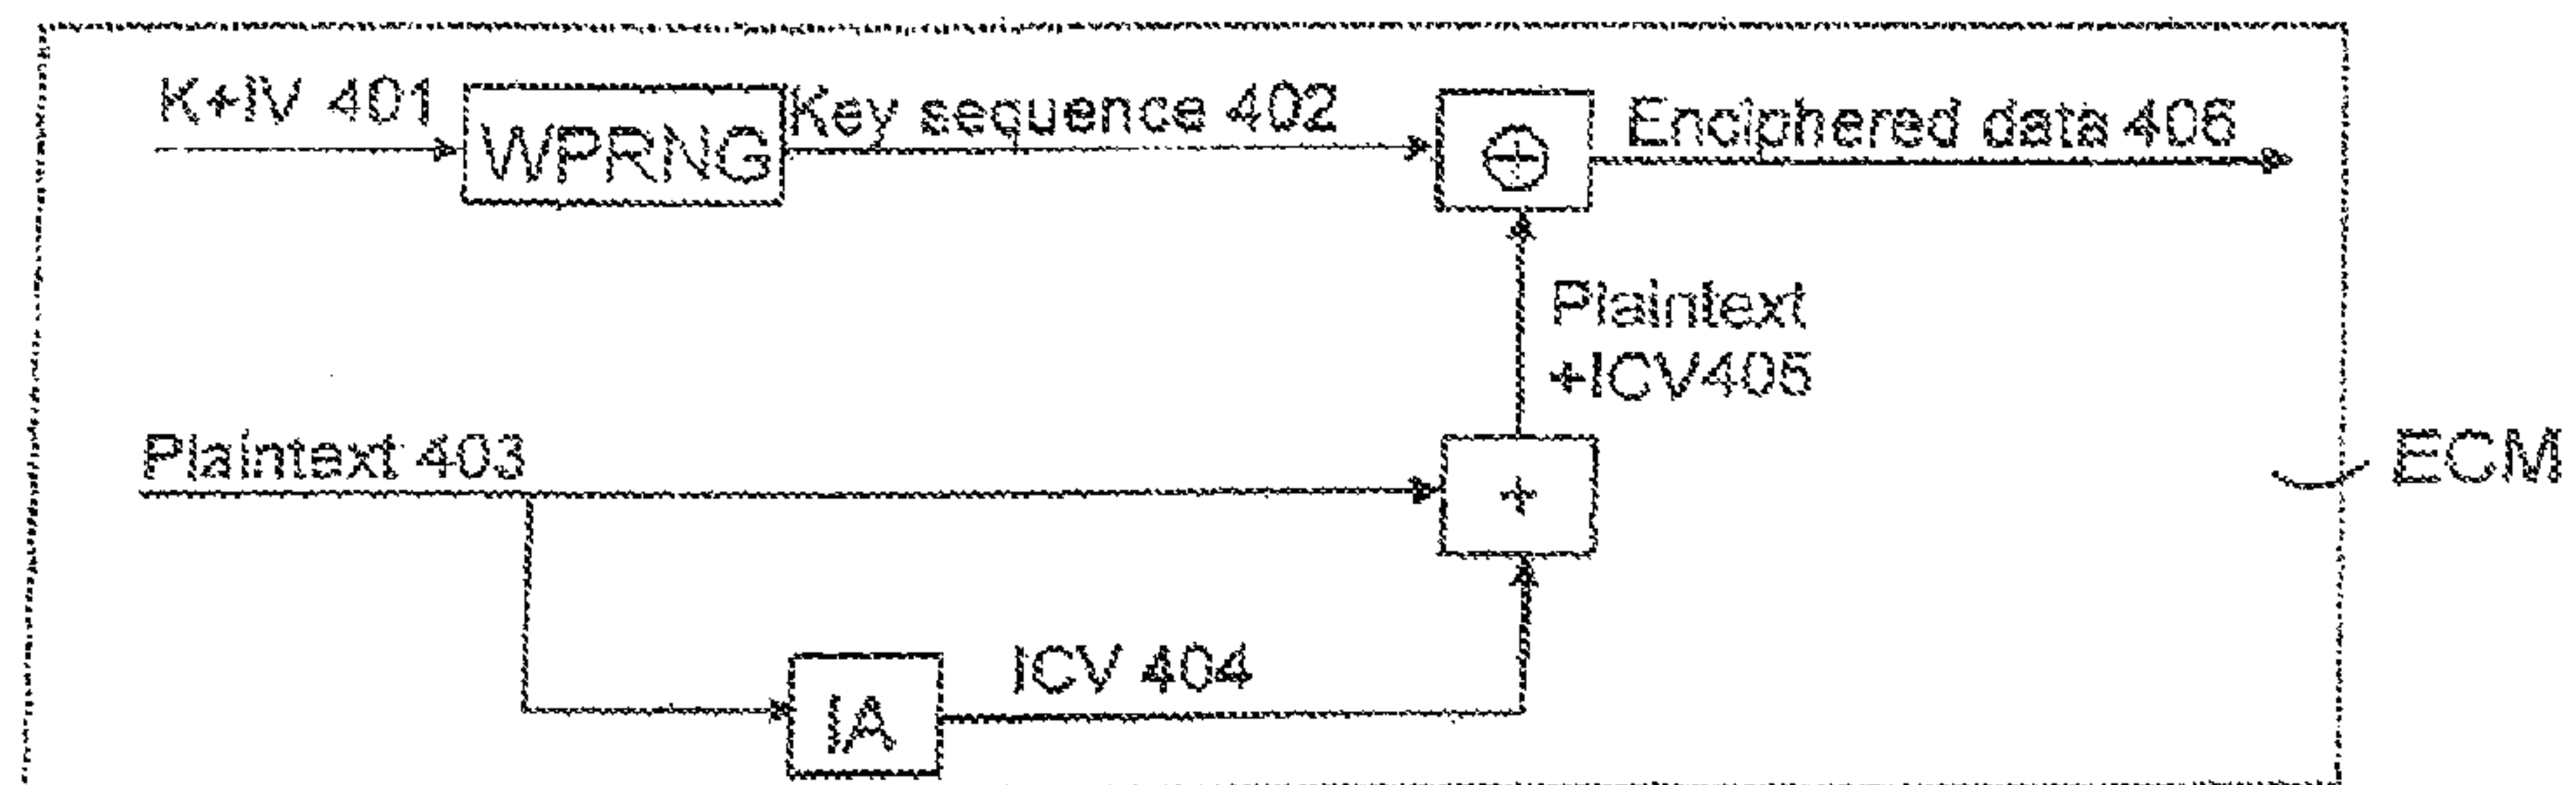 K+IV 401
WPRNG
Key sequence 402
⊕
Enciphered data 406
Plaintext
+ICV405
Plaintext 403
+
ECM
ICV 404
IA